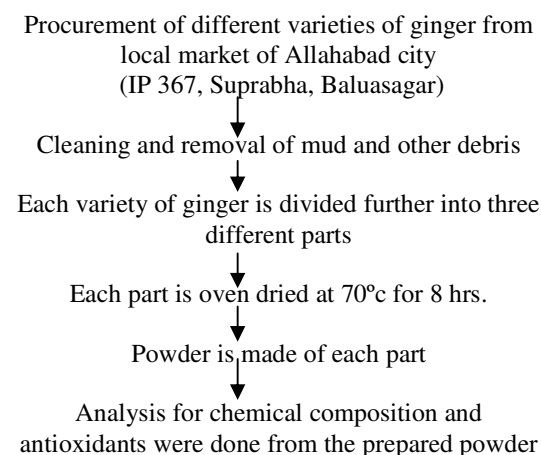 Procurement of different varieties of ginger from
local market of Allahabad city
(IP 367, Suprabha, Baluasagar)
Cleaning and removal of mud and other debris
Each variety of ginger is divided further into three
different parts
Each part is oven dried at 70ºc for 8 hrs.
Powder is made of each part
Analysis for chemical composition and
antioxidants were done from the prepared powder